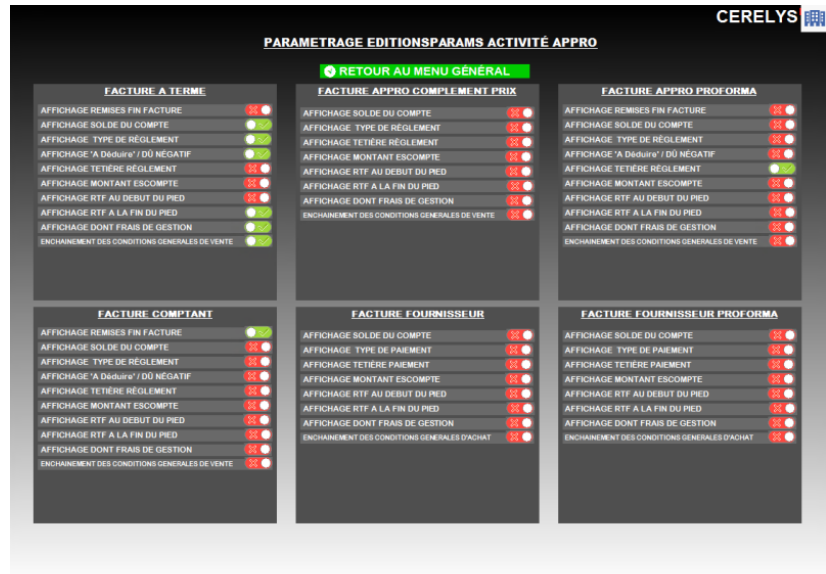 CERELYS
PARAMETRAGE EDITIONSPARAMS ACTIVITÉ APPRO
RETOUR AU MENU GÉNÉRAL
FACTURE A TERME
AFFICHAGE REMISES FIN FACTURE
AFFICHAGE SOLDE DU COMPTE
AFFICHAGE TYPE DE RÈGLEMENT
AFFICHAGE "A Déduire" / DÛ NÉGATIF
AFFICHAGE TETIÈRE RÈGLEMENT
AFFICHAGE MONTANT ESCOMPTE
AFFICHAGE RTF AU DEBUT DU PIED
AFFICHAGE RTF A LA FIN DU PIED
AFFICHAGE DONT FRAIS DE GESTION
ENCHAINEMENT DES CONDITIONS GENERALES DE VENTE
FACTURE APPRO COMPLEMENT PRIX
AFFICHAGE SOLDE DU COMPTE
AFFICHAGE TYPE DE RÈGLEMENT
AFFICHAGE TETIÈRE RÈGLEMENT
AFFICHAGE MONTANT ESCOMPTE
AFFICHAGE RTF AU DEBUT DU PIED
AFFICHAGE RTF A LA FIN DU PIED
AFFICHAGE DONT FRAIS DE GESTION
ENCHAINEMENT DES CONDITIONS GENERALES DE VENTE
FACTURE APPRO PROFORMA
AFFICHAGE REMISES FIN FACTURE
AFFICHAGE SOLDE DU COMPTE
AFFICHAGE TYPE DE RÈGLEMENT
AFFICHAGE "A Déduire" / DÛ NÉGATIF
AFFICHAGE TETIÈRE RÈGLEMENT
AFFICHAGE MONTANT ESCOMPTE
AFFICHAGE RTF AU DEBUT DU PIED
AFFICHAGE RTF A LA FIN DU PIED
AFFICHAGE DONT FRAIS DE GESTION
ENCHAINEMENT DES CONDITIONS GENERALES DE VENTE
FACTURE COMPTANT
AFFICHAGE REMISES FIN FACTURE
AFFICHAGE SOLDE DU COMPTE
AFFICHAGE TYPE DE RÈGLEMENT
AFFICHAGE "A Déduire" / DÛ NÉGATIF
AFFICHAGE TETIÈRE RÈGLEMENT
AFFICHAGE MONTANT ESCOMPTE
AFFICHAGE RTF AU DEBUT DU PIED
AFFICHAGE RTF A LA FIN DU PIED
AFFICHAGE DONT FRAIS DE GESTION
ENCHAINEMENT DES CONDITIONS GENERALES DE VENTE
FACTURE FOURNISSEUR
AFFICHAGE SOLDE DU COMPTE
AFFICHAGE TYPE DE PAIEMENT
AFFICHAGE TETIÈRE PAIEMENT
AFFICHAGE MONTANT ESCOMPTE
AFFICHAGE RTF AU DEBUT DU PIED
AFFICHAGE RTF A LA FIN DU PIED
AFFICHAGE DONT FRAIS DE GESTION
ENCHAINEMENT DES CONDITIONS GENERALES D'ACHAT
FACTURE FOURNISSEUR PROFORMA
AFFICHAGE SOLDE DU COMPTE
AFFICHAGE TYPE DE PAIEMENT
AFFICHAGE TETIÈRE PAIEMENT
AFFICHAGE MONTANT ESCOMPTE
AFFICHAGE RTF AU DEBUT DU PIED
AFFICHAGE RTF A LA FIN DU PIED
AFFICHAGE DONT FRAIS DE GESTION
ENCHAINEMENT DES CONDITIONS GENERALES D'ACHAT